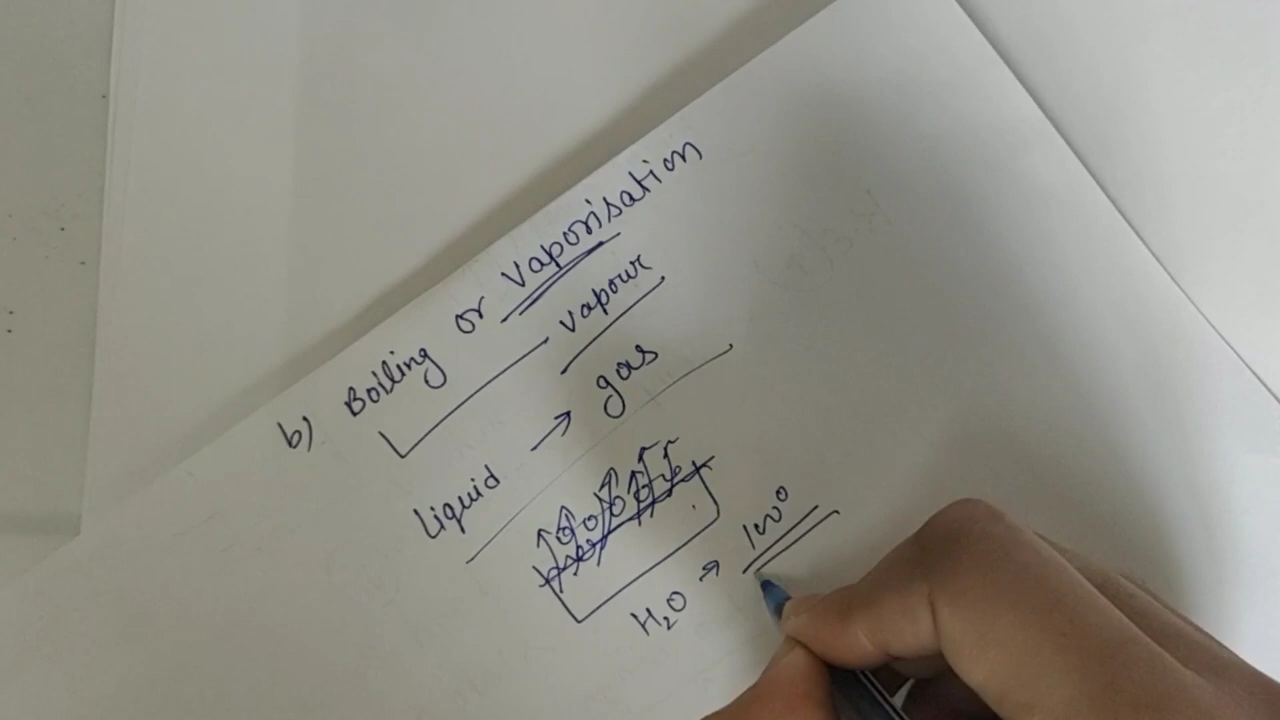 b) Boiling or Vaporisation
vapour
liquid → gas
H₂O → 100°